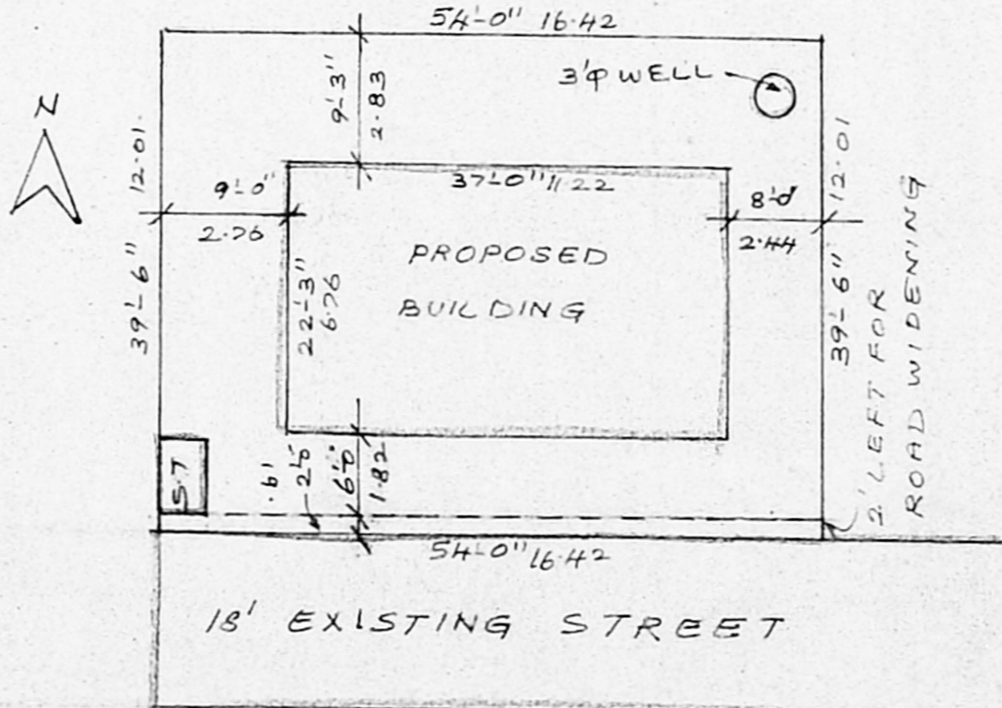 54'-0" 16.42
3'φ WELL
9'-3"
2.83
N
12.01
39'-6"
9'-0"
2.76
37'-0" 11.22
8'-0"
2.44
12.01
39'-6"
PROPOSED
BUILDING
22'-3"
6.76
2' LEFT FOR
ROAD WIDENING
S.T
2'-0"
6'-0"
1.82
54'-0" 16.42
18' EXISTING STREET